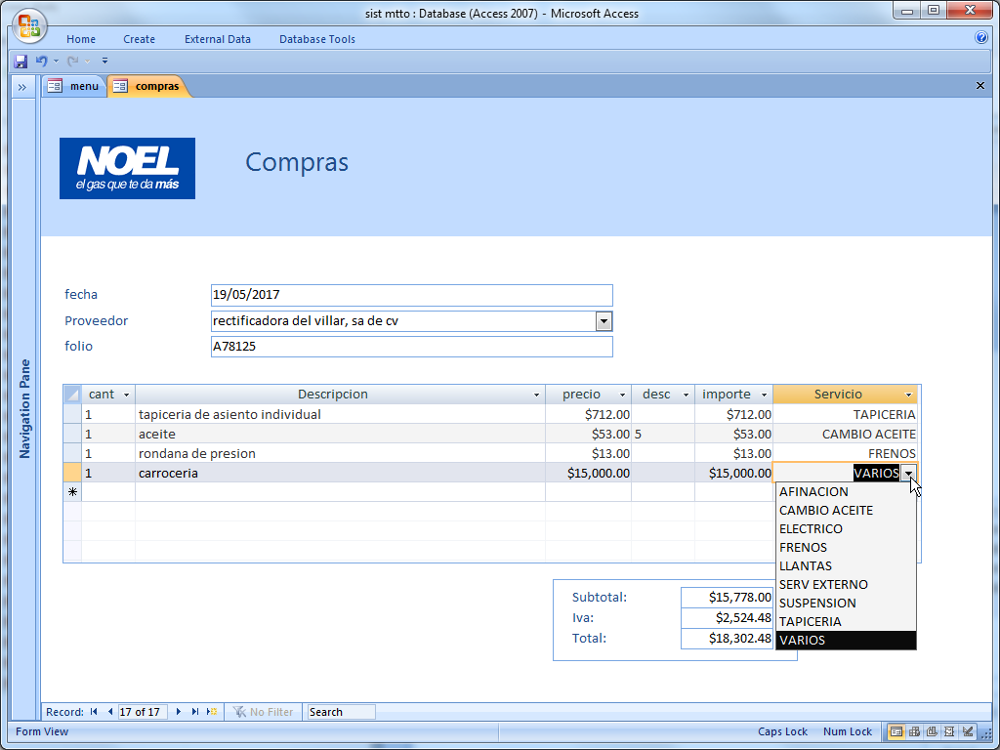 sist mtto : Database (Access 2007) - Microsoft Access
Home Create External Data Database Tools
menu compras
NOEL
el gas que te da más
Compras
Navigation Pane
fecha 19/05/2017
Proveedor rectificadora del villar, sa de cv
folio A78125
cant Descripcion precio desc importe Servicio
1 tapiceria de asiento individual $712.00 $712.00 TAPICERIA
1 aceite $53.00 5 $53.00 CAMBIO ACEITE
1 rondana de presion $13.00 $13.00 FRENOS
1 carroceria $15,000.00 $15,000.00 VARIOS
AFINACION
CAMBIO ACEITE
ELECTRICO
FRENOS
LLANTAS
SERV EXTERNO
SUSPENSION
TAPICERIA
VARIOS
Subtotal: $15,778.00
Iva: $2,524.48
Total: $18,302.48
Record: 17 of 17 No Filter Search
Form View Caps Lock Num Lock